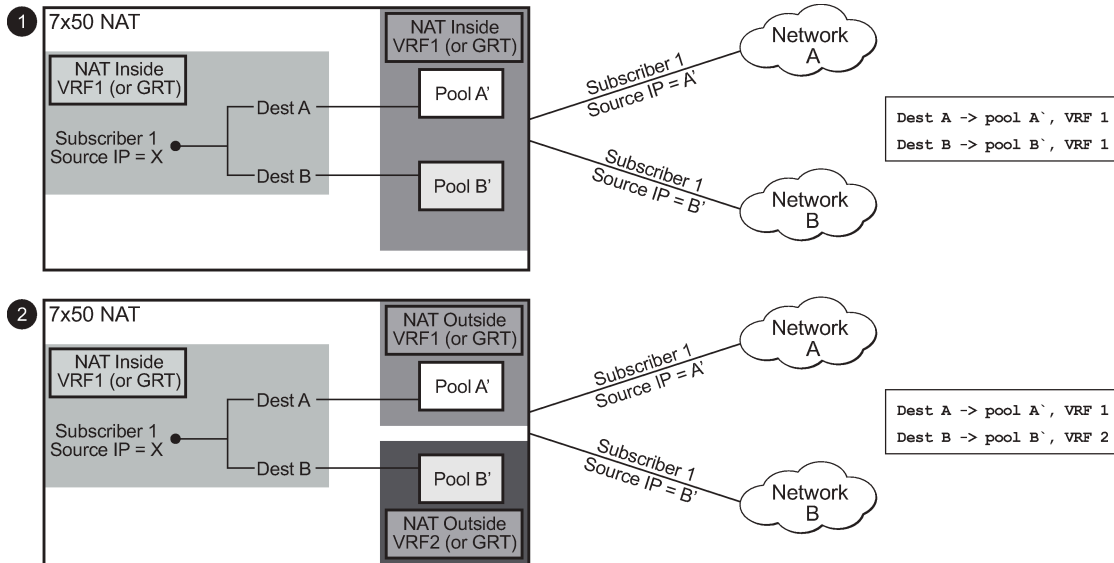 1
7x50 NAT
NAT Inside
VRF1 (or GRT)
Subscriber 1
Source IP = X
Dest A
Dest B
NAT Inside
VRF1 (or GRT)
Pool A'
Pool B'
Subscriber 1
Source IP = A'
Subscriber 1
Source IP = B'
Network
A
Network
B
Dest A -> pool A`, VRF 1
Dest B -> pool B`, VRF 1
2
7x50 NAT
NAT Inside
VRF1 (or GRT)
Subscriber 1
Source IP = X
Dest A
Dest B
NAT Outside
VRF1 (or GRT)
Pool A'
Pool B'
NAT Outside
VRF2 (or GRT)
Subscriber 1
Source IP = A'
Subscriber 1
Source IP = B'
Network
A
Network
B
Dest A -> pool A`, VRF 1
Dest B -> pool B`, VRF 2